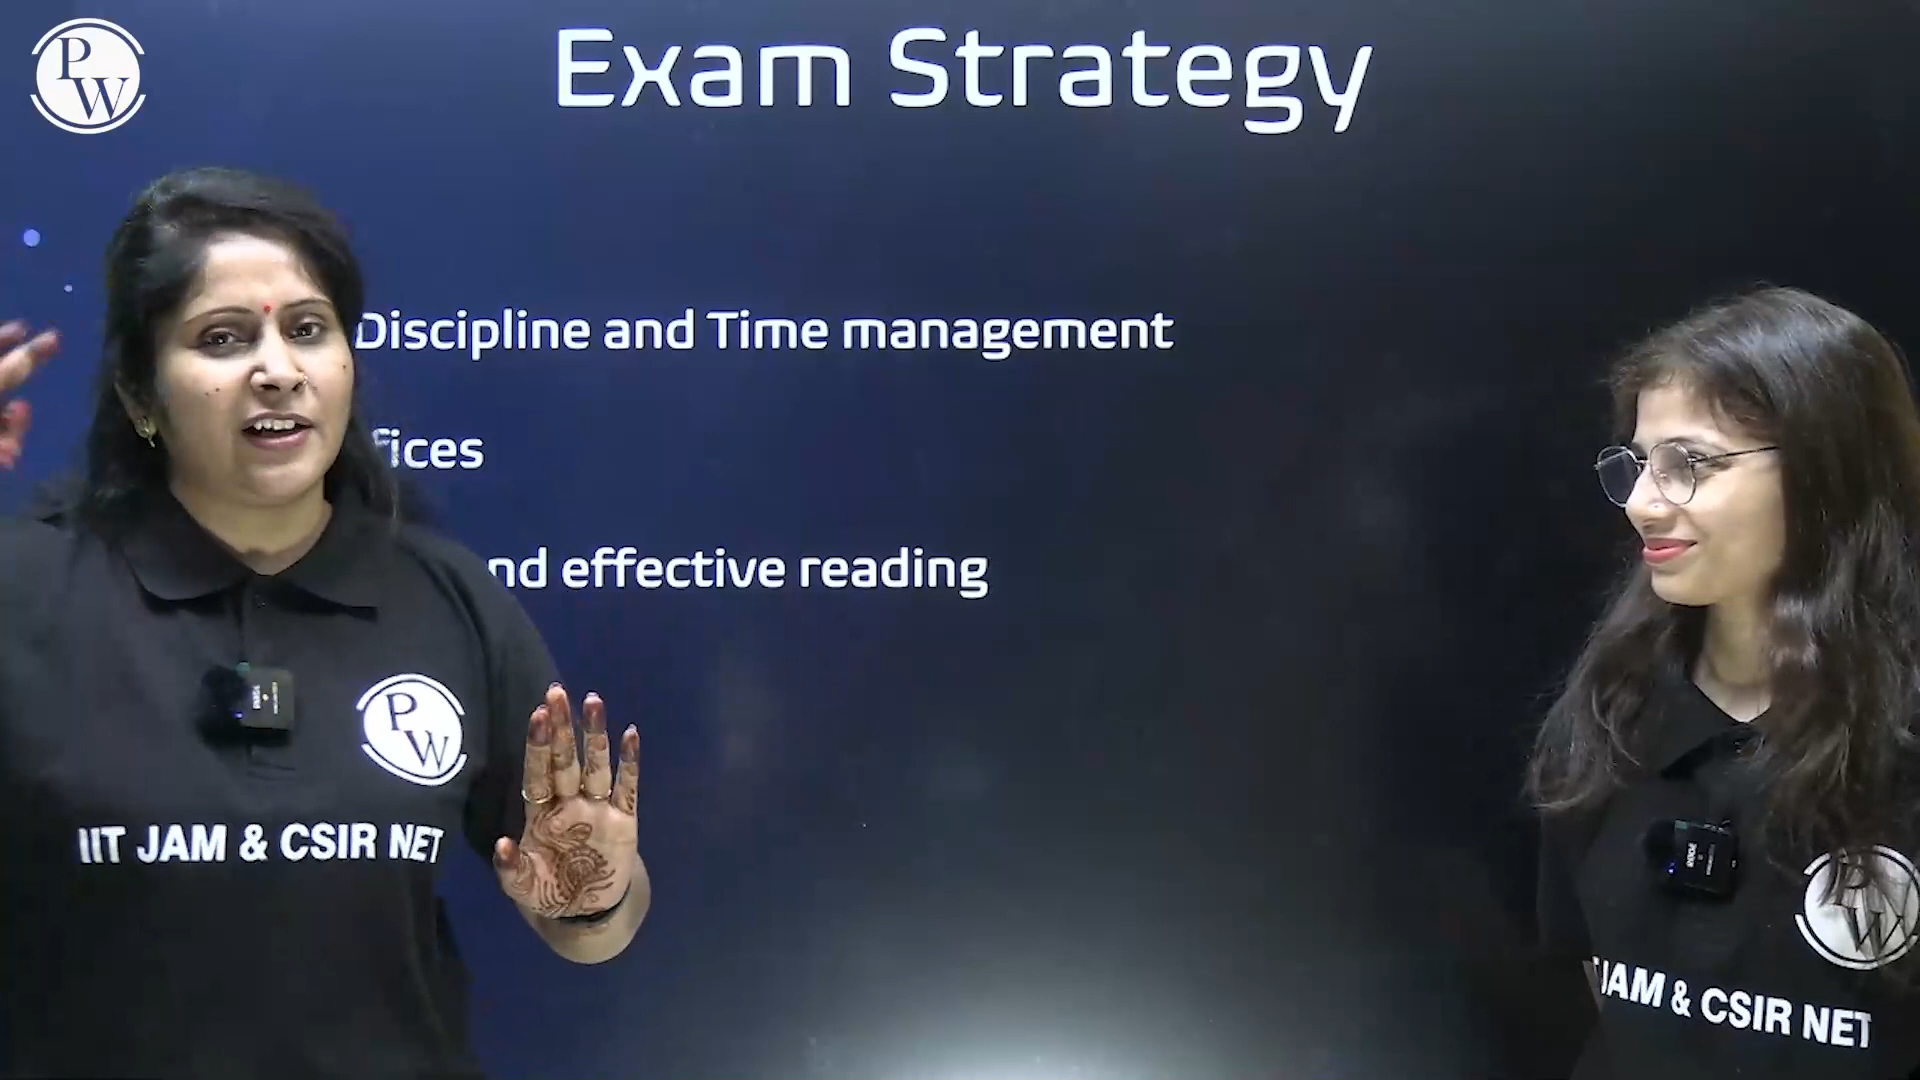 PW
Exam Strategy
Discipline and Time management
fices
nd effective reading
PW
IIT JAM & CSIR NET
PW
JAM & CSIR NET